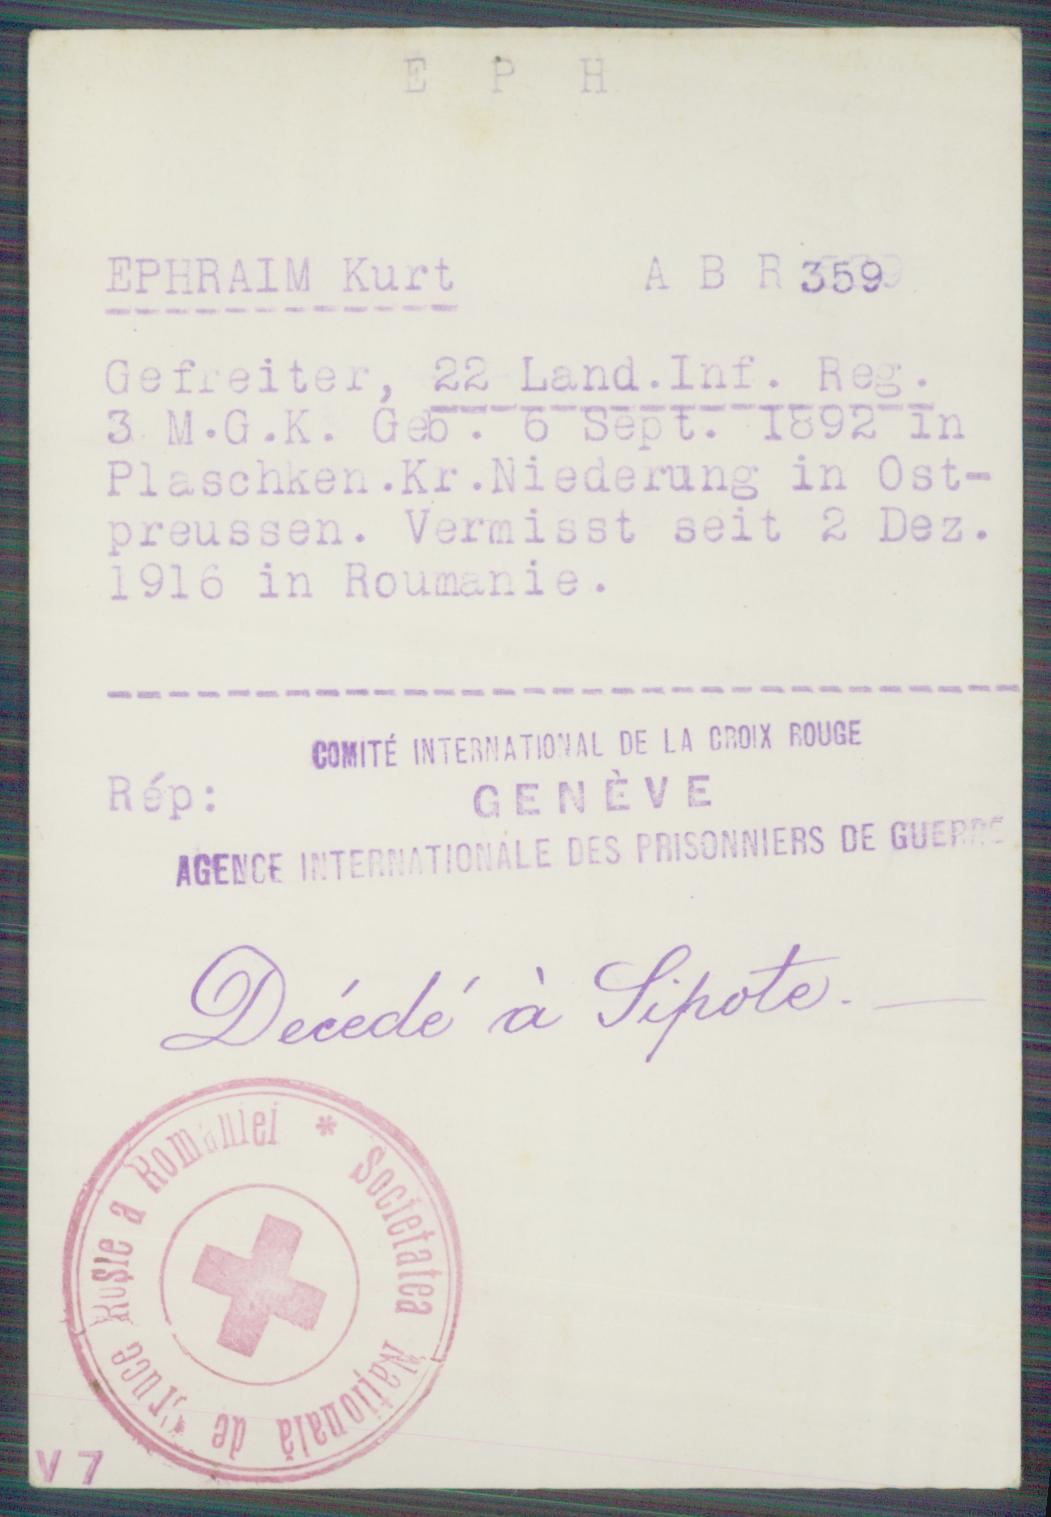 E P H
EPHRAIM Kurt A B R 359
Gefreiter, 22 Land.Inf. Reg.
3 M.G.K. Geb. 6 Sept. 1892 in
Plaschken.Kr.Niederung in Ost-
preussen. Vermisst seit 2 Dez.
1916 in Roumanie.
COMITÉ INTERNATIONAL DE LA CROIX ROUGE
Rép: GENÈVE
AGENCE INTERNATIONALE DES PRISONNIERS DE GUERRE
Décédé à Sipote.
Societatea Naţională de Cruce Roşie a României *
V 7